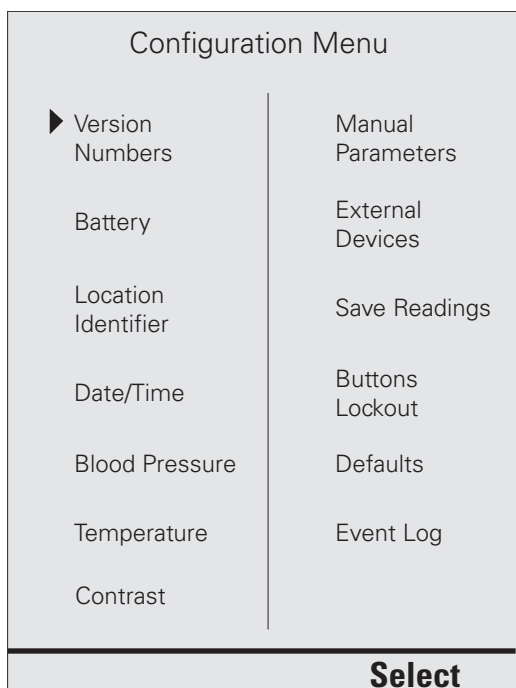 Configuration Menu
Version
Numbers
Battery
Location
Identifier
Date/Time
Blood Pressure
Temperature
Contrast
Manual
Parameters
External
Devices
Save Readings
Buttons
Lockout
Defaults
Event Log
Select